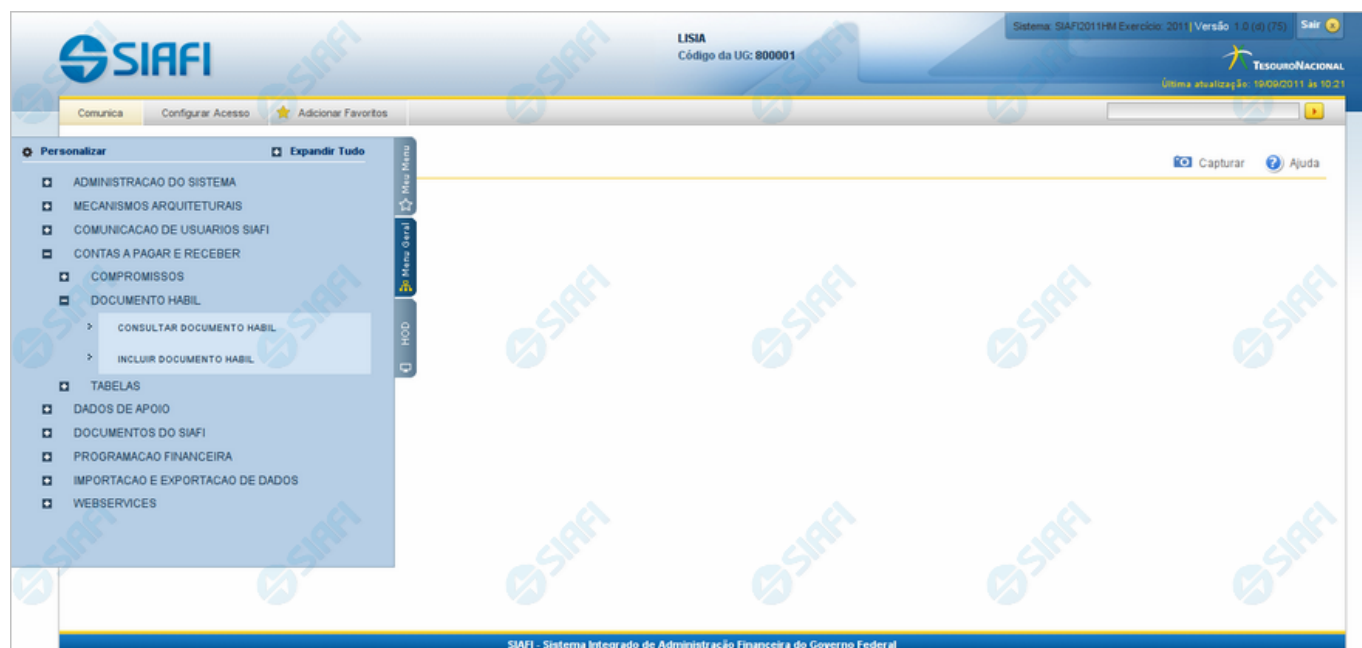 SIAFI
LISIA
Código da UG: 800001
Sistema: SIAFI2011HM Exercício: 2011| Versão 1.0 (d) (75) Sair
TESOURONACIONAL
Última atualização: 19/09/2011 às 10:21
Comunica Configurar Acesso Adicionar Favoritos
Personalizar Expandir Tudo
Meu Menu
Menu Geral
HOD
Capturar Ajuda
ADMINISTRACAO DO SISTEMA
MECANISMOS ARQUITETURAIS
COMUNICACAO DE USUARIOS SIAFI
CONTAS A PAGAR E RECEBER
COMPROMISSOS
DOCUMENTO HABIL
CONSULTAR DOCUMENTO HABIL
INCLUIR DOCUMENTO HABIL
TABELAS
DADOS DE APOIO
DOCUMENTOS DO SIAFI
PROGRAMACAO FINANCEIRA
IMPORTACAO E EXPORTACAO DE DADOS
WEBSERVICES
SIAFI - Sistema Integrado de Administração Financeira do Governo Federal